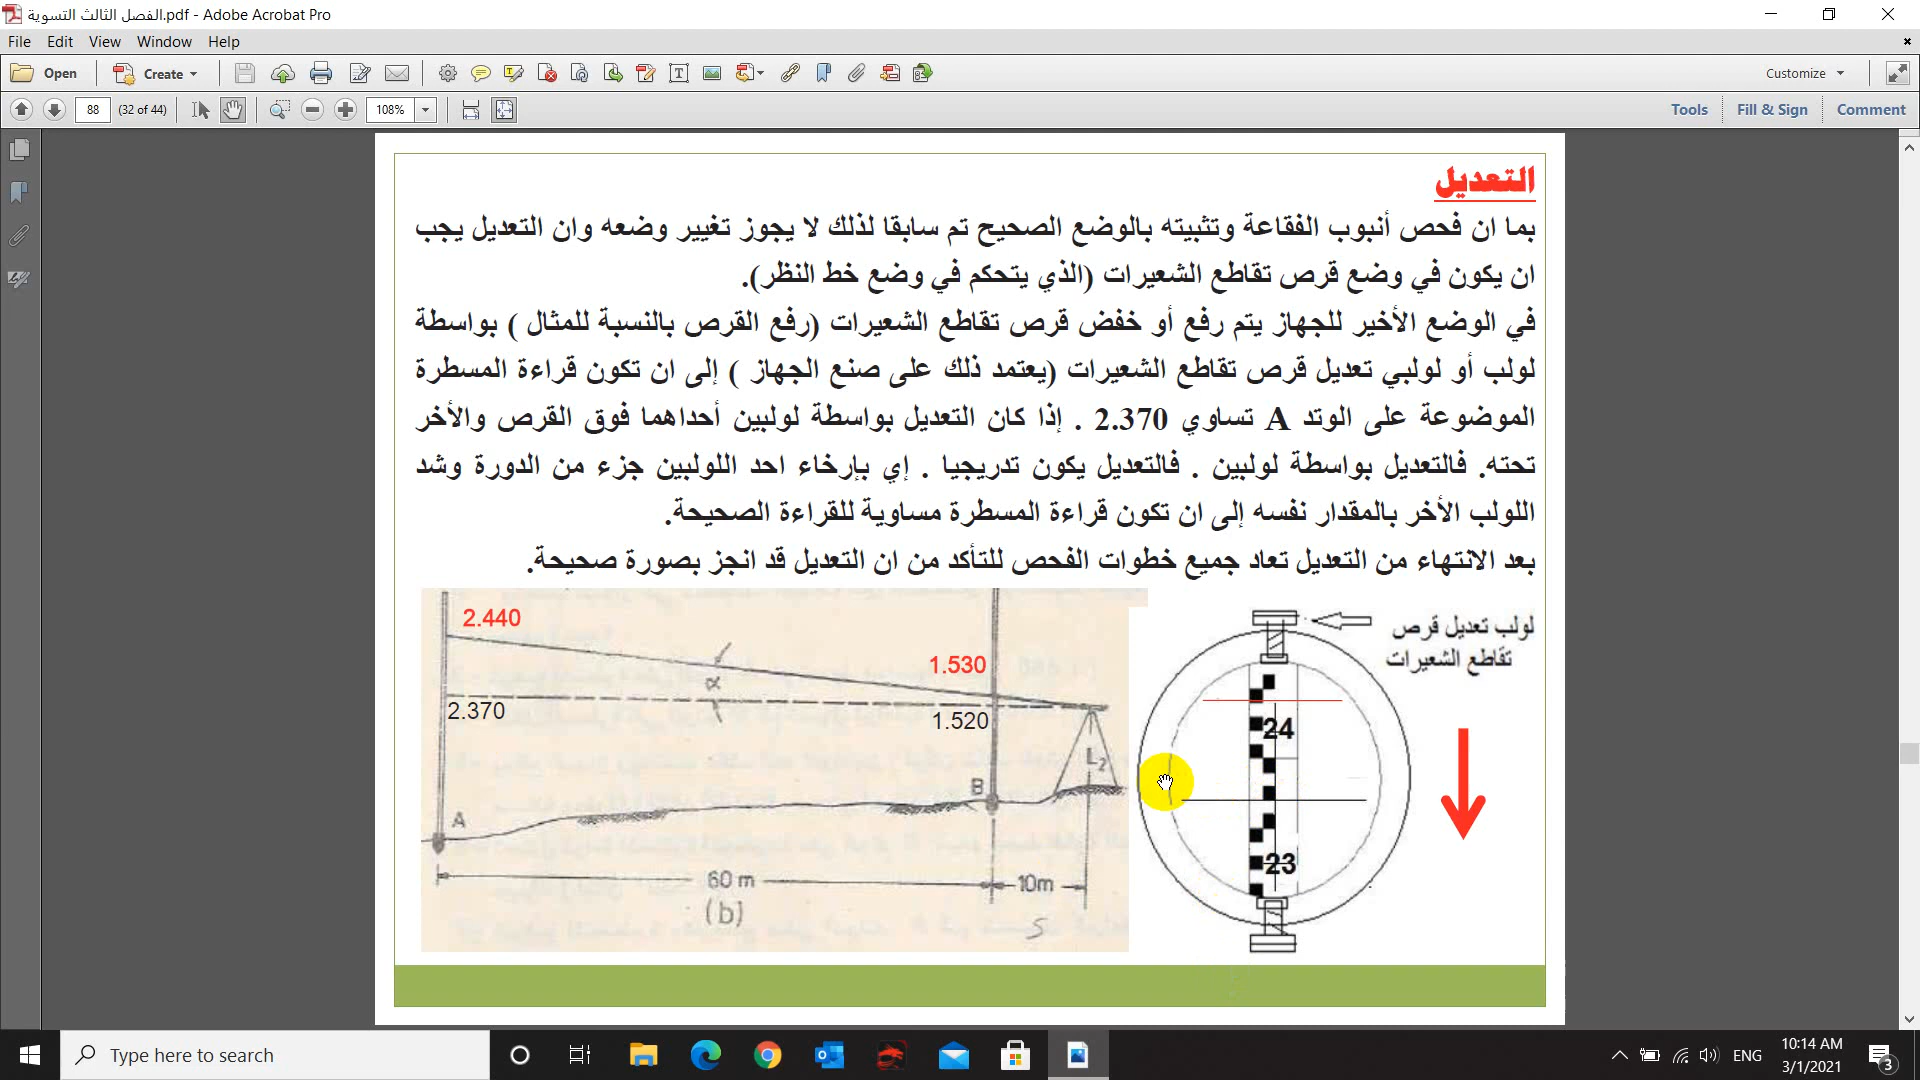 الفصل الثالث التسوية.pdf - Adobe Acrobat Pro
File Edit View Window Help
Open Create Customize
88 (32 of 44) 108% Tools Fill & Sign Comment
التعديل
بما ان فحص أنبوب الفقاعة وتثبيته بالوضع الصحيح تم سابقا لذلك لا يجوز تغيير وضعه وان التعديل يجب
ان يكون في وضع قرص تقاطع الشعيرات (الذي يتحكم في وضع خط النظر).
في الوضع الأخير للجهاز يتم رفع أو خفض قرص تقاطع الشعيرات (رفع القرص بالنسبة للمثال ) بواسطة
لولب أو لولبي تعديل قرص تقاطع الشعيرات (يعتمد ذلك على صنع الجهاز ) إلى ان تكون قراءة المسطرة
الموضوعة على الوتد A تساوي 2.370 . إذا كان التعديل بواسطة لولبين أحداهما فوق القرص والأخر
تحته. فالتعديل بواسطة لولبين . فالتعديل يكون تدريجيا . إي بإرخاء احد اللولبين جزء من الدورة وشد
اللولب الأخر بالمقدار نفسه إلى ان تكون قراءة المسطرة مساوية للقراءة الصحيحة.
بعد الانتهاء من التعديل تعاد جميع خطوات الفحص للتأكد من ان التعديل قد انجز بصورة صحيحة.
2.440
1.530
α
2.370
1.520
L2
B
A
60 m
10m
(b)
S
لولب تعديل قرص
تقاطع الشعيرات
24
23
Type here to search
ENG
10:14 AM
3/1/2021
3